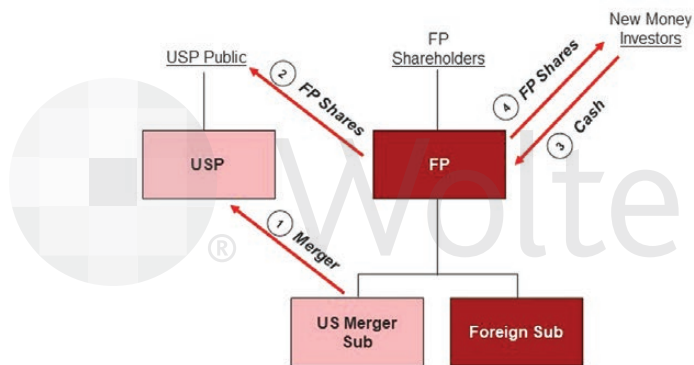 New Money
Investors
FP
Shareholders
USP Public
2 FP Shares
4 FP Shares
3 Cash
USP
FP
® Wolte
1 Merger
US Merger
Sub
Foreign Sub